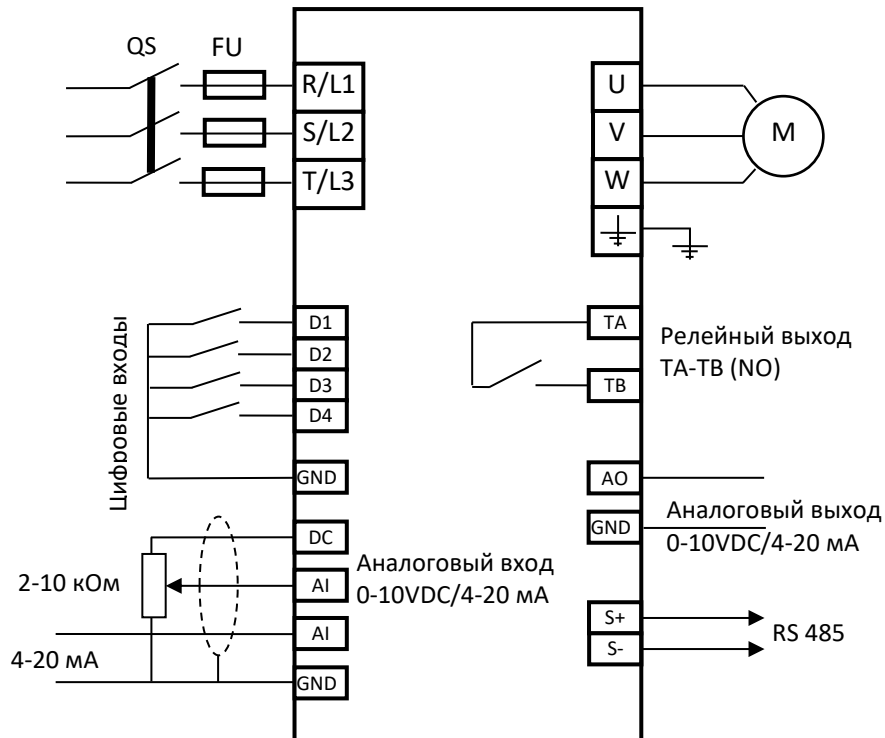 QS
FU
R/L1
S/L2
T/L3
U
V
W
M
Цифровые входы
D1
D2
D3
D4
GND
TA
TB
Релейный выход
TA-TB (NO)
AO
GND
Аналоговый выход
0-10VDC/4-20 мА
2-10 кОм
4-20 мА
DC
AI
AI
GND
Аналоговый вход
0-10VDC/4-20 мА
S+
S-
RS 485